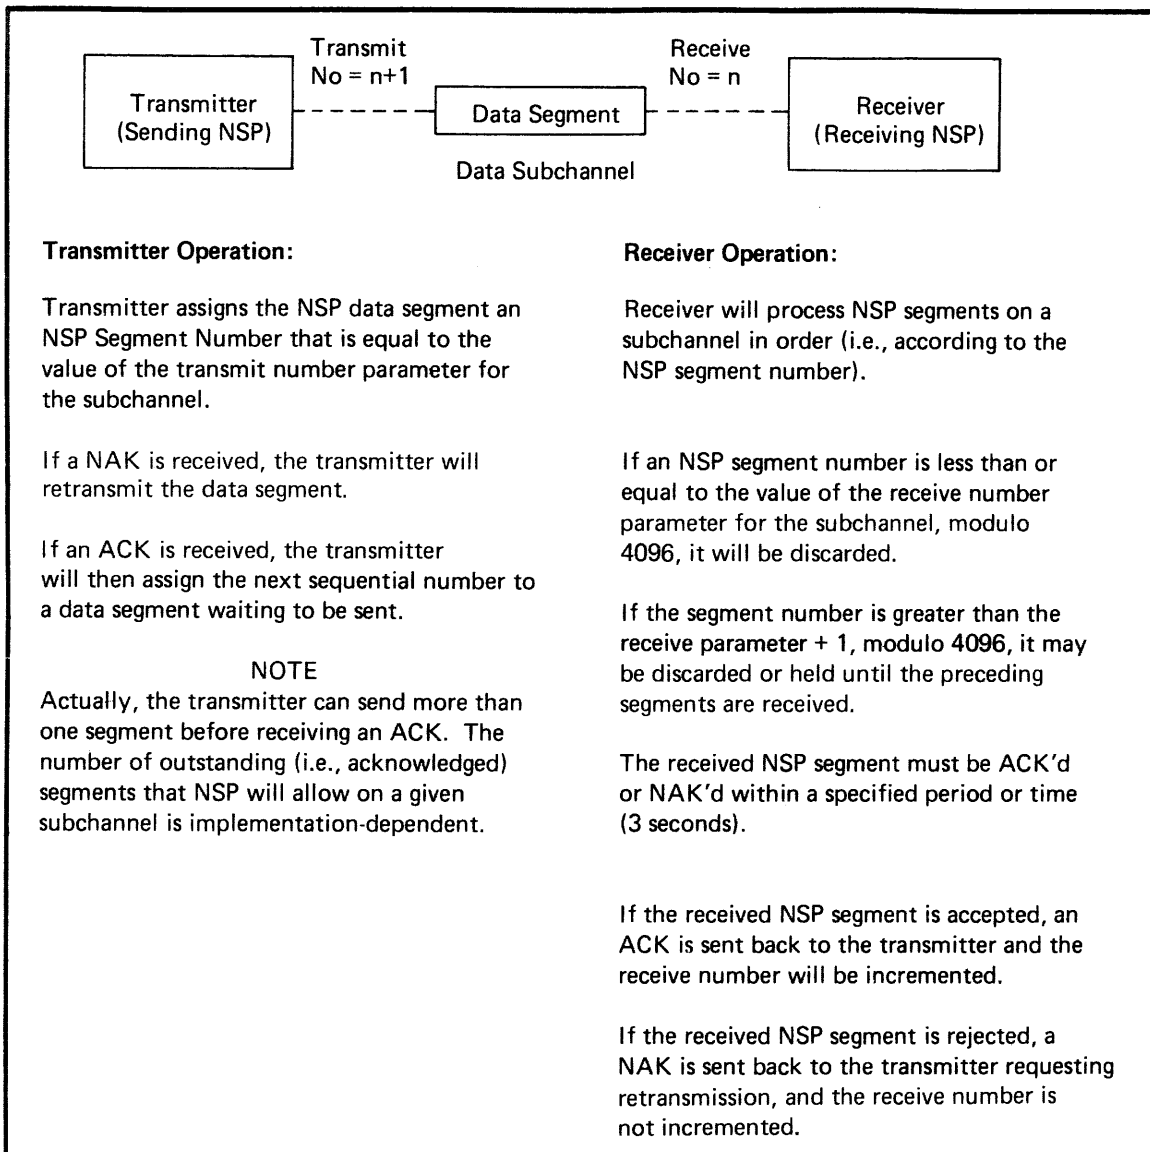 Transmit
No = n+1
Receive
No = n
Transmitter
(Sending NSP)
Data Segment
Receiver
(Receiving NSP)
Data Subchannel
Transmitter Operation:
Transmitter assigns the NSP data segment an
NSP Segment Number that is equal to the
value of the transmit number parameter for
the subchannel.
If a NAK is received, the transmitter will
retransmit the data segment.
If an ACK is received, the transmitter
will then assign the next sequential number to
a data segment waiting to be sent.
NOTE
Actually, the transmitter can send more than
one segment before receiving an ACK. The
number of outstanding (i.e., acknowledged)
segments that NSP will allow on a given
subchannel is implementation-dependent.
Receiver Operation:
Receiver will process NSP segments on a
subchannel in order (i.e., according to the
NSP segment number).
If an NSP segment number is less than or
equal to the value of the receive number
parameter for the subchannel, modulo
4096, it will be discarded.
If the segment number is greater than the
receive parameter + 1, modulo 4096, it may
be discarded or held until the preceding
segments are received.
The received NSP segment must be ACK'd
or NAK'd within a specified period or time
(3 seconds).
If the received NSP segment is accepted, an
ACK is sent back to the transmitter and the
receive number will be incremented.
If the received NSP segment is rejected, a
NAK is sent back to the transmitter requesting
retransmission, and the receive number is
not incremented.